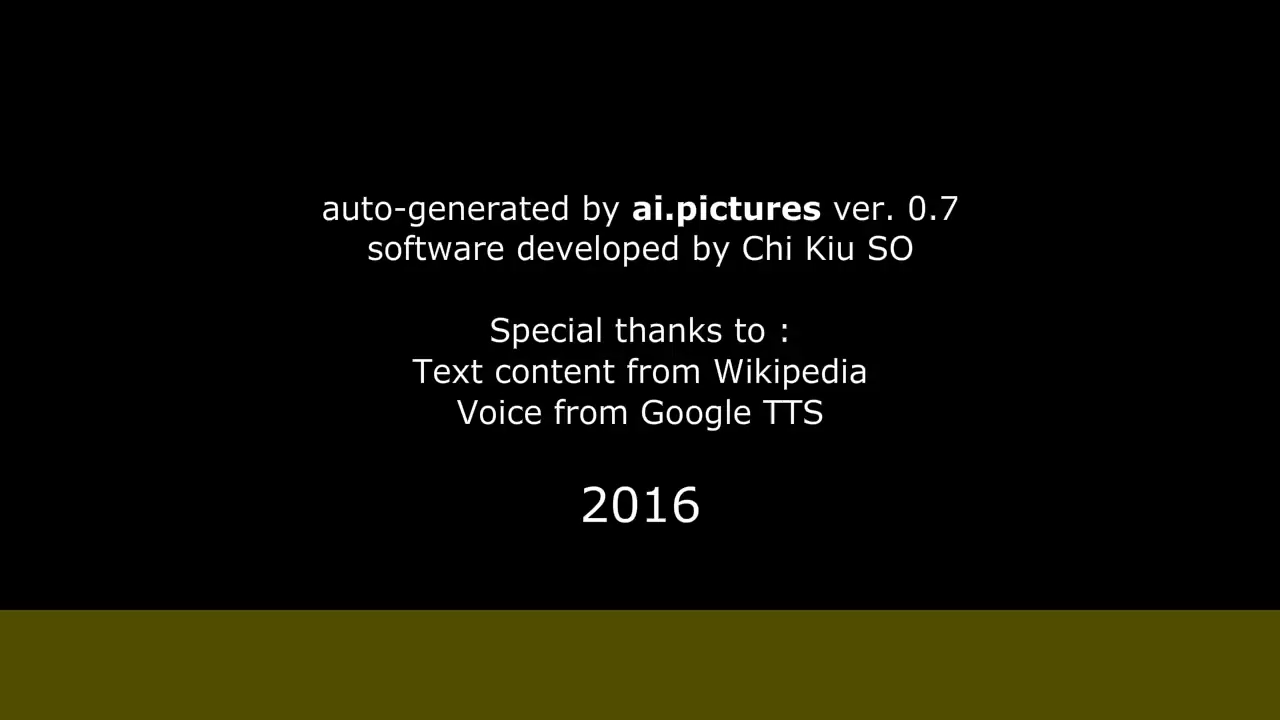 auto-generated by ai.pictures ver. 0.7
software developed by Chi Kiu SO
Special thanks to :
Text content from Wikipedia
Voice from Google TTS
2016